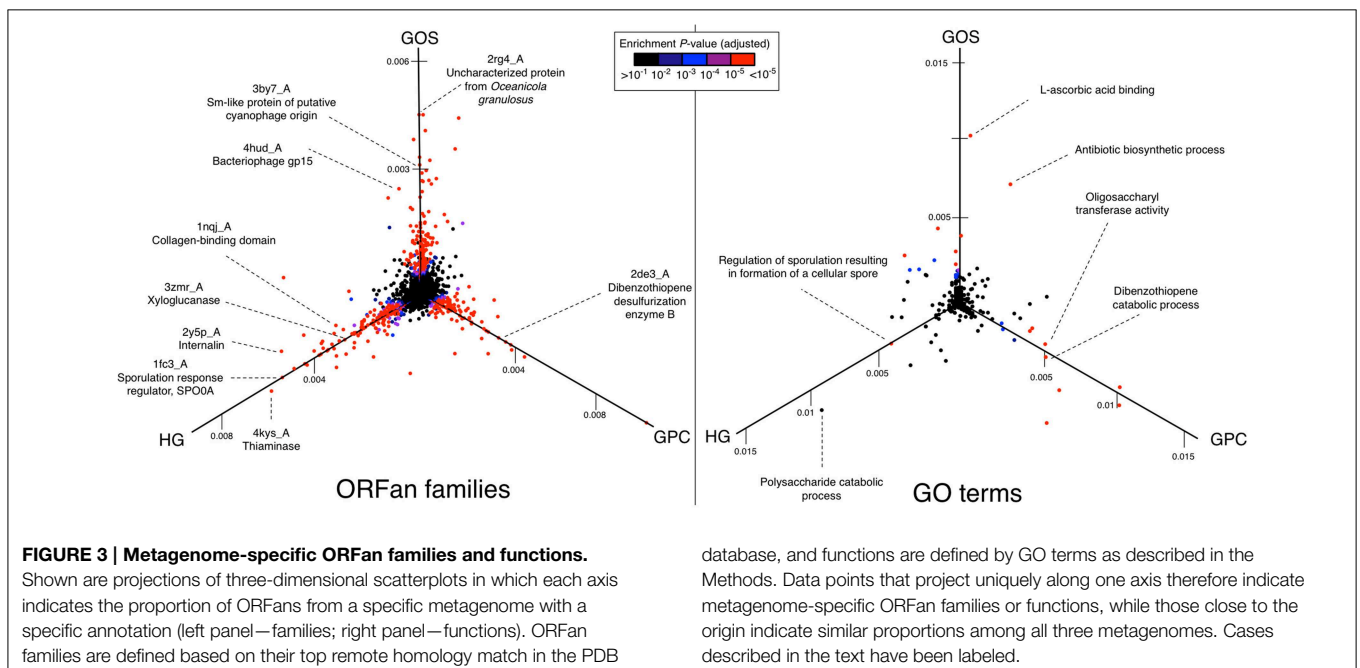 GOS
0.006
2rg4_A
Uncharacterized protein
from Oceanicola
granulosus
3by7_A
Sm-like protein of putative
cyanophage origin
4hud_A
Bacteriophage gp15
0.003
1nqj_A
Collagen-binding domain
3zmr_A
Xyloglucanase
2y5p_A
Internalin
1fc3_A
Sporulation response
regulator, SPO0A
2de3_A
Dibenzothiopene
desulfurization
enzyme B
0.004
0.004
0.008
0.008
HG
4kys_A
Thiaminase
GPC
ORFan families
Enrichment P-value (adjusted)
>10-1 10-2 10-3 10-4 10-5 <10-5
GOS
0.015
L-ascorbic acid binding
Antibiotic biosynthetic process
Oligosaccharyl
transferase activity
0.005
Regulation of sporulation resulting
in formation of a cellular spore
Dibenzothiopene
catabolic process
0.005
0.005
0.01
0.01
HG
0.015
GPC
0.015
Polysaccharide catabolic
process
GO terms
FIGURE 3 | Metagenome-specific ORFan families and functions.
Shown are projections of three-dimensional scatterplots in which each axis
indicates the proportion of ORFans from a specific metagenome with a
specific annotation (left panel—families; right panel—functions). ORFan
families are defined based on their top remote homology match in the PDB
database, and functions are defined by GO terms as described in the
Methods. Data points that project uniquely along one axis therefore indicate
metagenome-specific ORFan families or functions, while those close to the
origin indicate similar proportions among all three metagenomes. Cases
described in the text have been labeled.